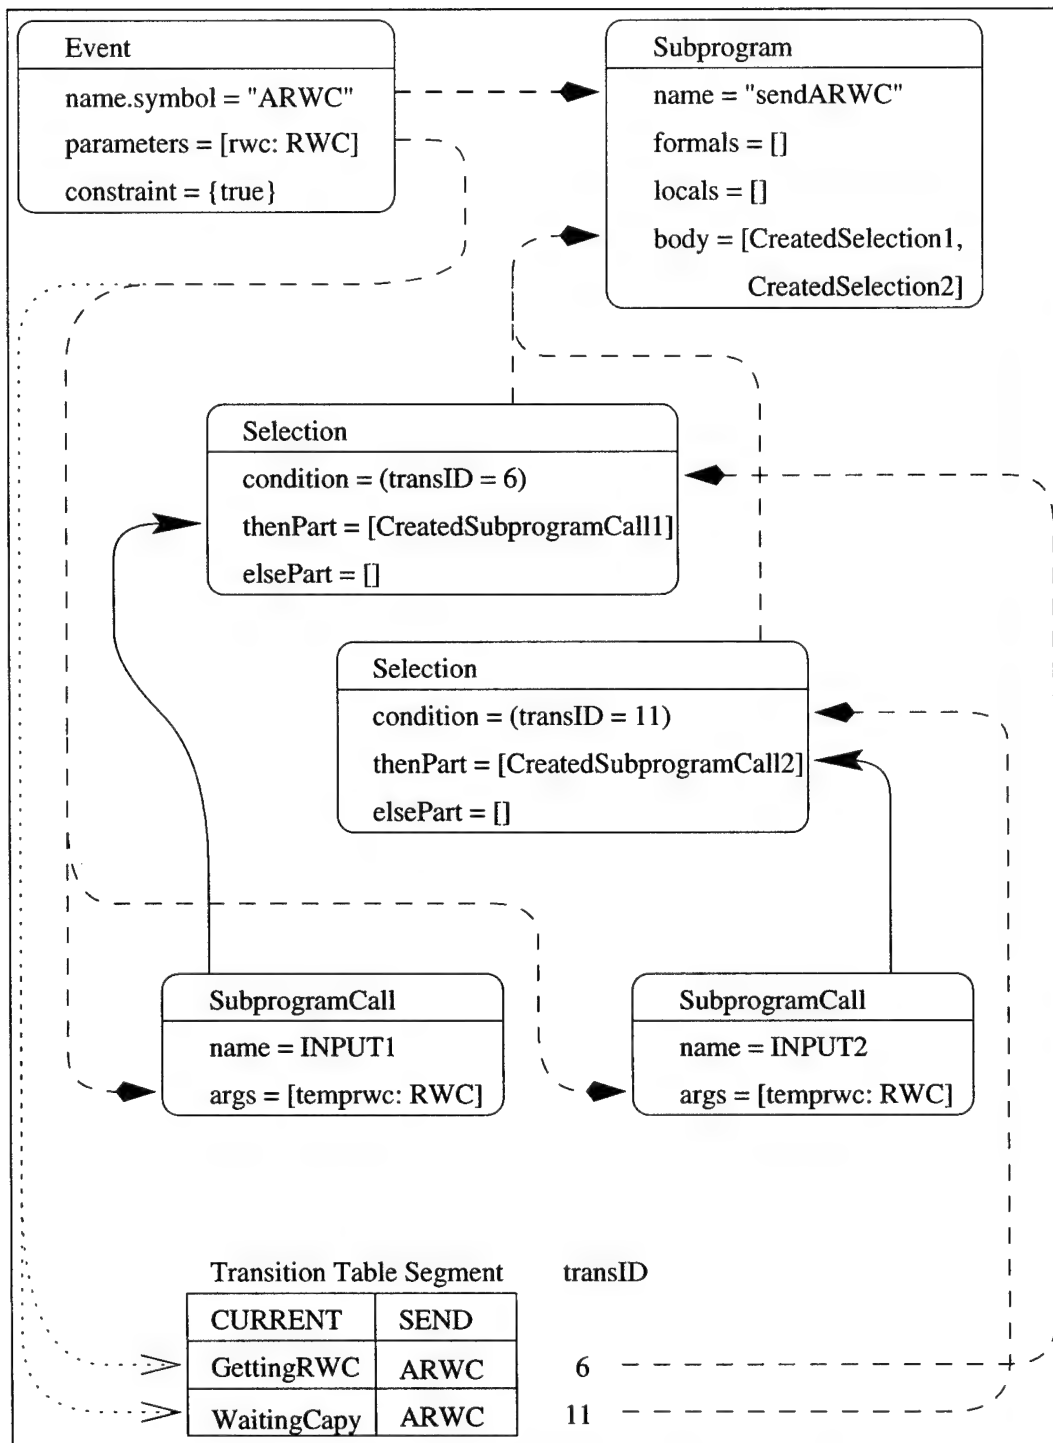 Event
name.symbol = "ARWC"
parameters = [rwc: RWC]
constraint = {true}
Subprogram
name = "sendARWC"
formals = []
locals = []
body = [CreatedSelection1,
CreatedSelection2]
Selection
condition = (transID = 6)
thenPart = [CreatedSubprogramCall1]
elsePart = []
Selection
condition = (transID = 11)
thenPart = [CreatedSubprogramCall2]
elsePart = []
SubprogramCall
name = INPUT1
args = [temprwc: RWC]
SubprogramCall
name = INPUT2
args = [temprwc: RWC]
Transition Table Segment transID
CURRENT SEND
GettingRWC ARWC 6
WaitingCapy ARWC 11